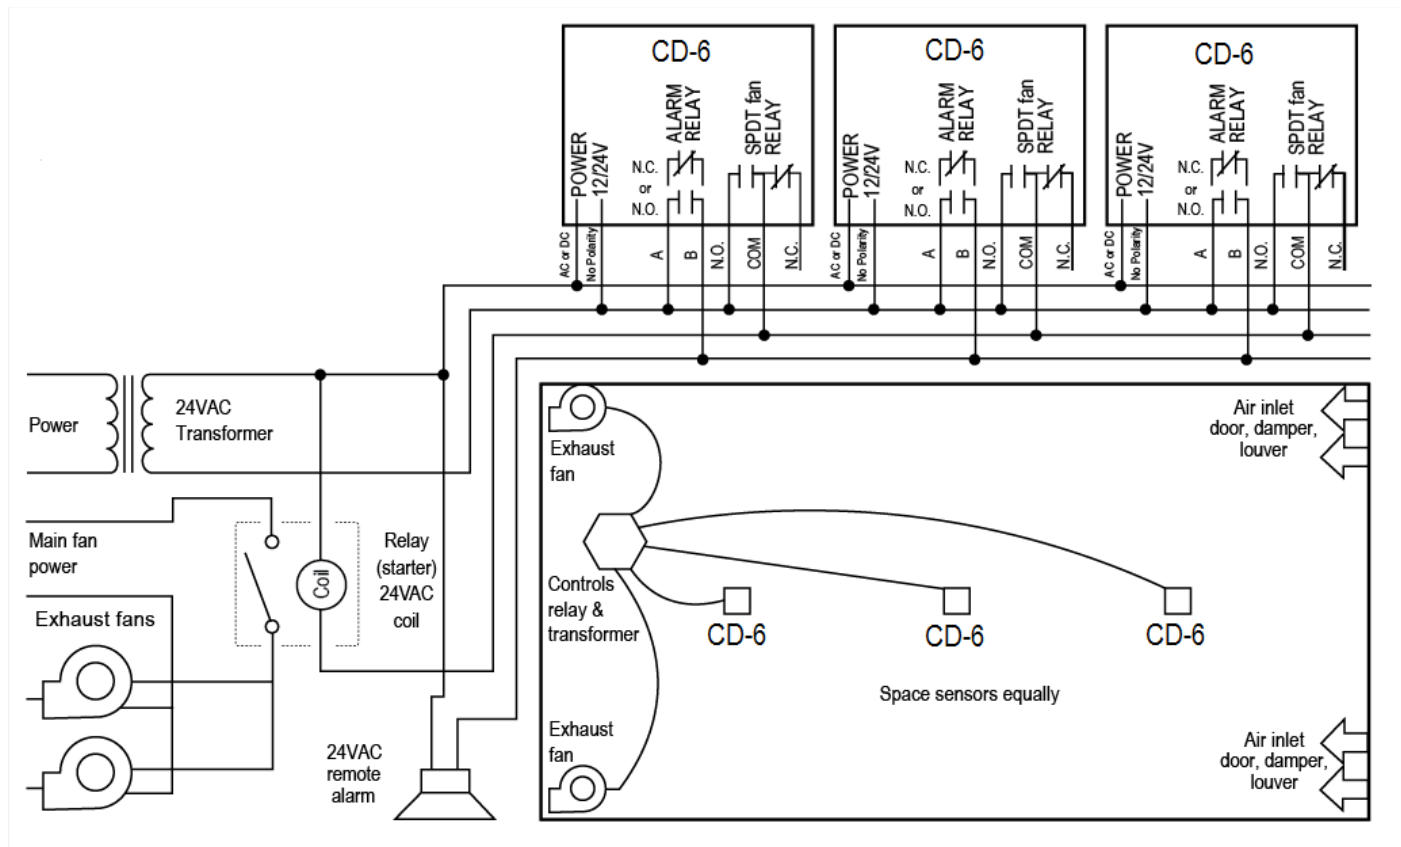 CD-6
POWER
12/24V
ALARM
RELAY
N.C.
or
N.O.
SPDT fan
RELAY
AC or DC
No Polarity
A
B
N.O.
COM
N.C.
CD-6
POWER
12/24V
ALARM
RELAY
N.C.
or
N.O.
SPDT fan
RELAY
AC or DC
No Polarity
A
B
N.O.
COM
N.C.
CD-6
POWER
12/24V
ALARM
RELAY
N.C.
or
N.O.
SPDT fan
RELAY
AC or DC
No Polarity
A
B
N.O.
COM
N.C.
Power
24VAC
Transformer
Main fan
power
Coil
Relay
(starter)
24VAC
coil
Exhaust fans
24VAC
remote
alarm
Exhaust
fan
Air inlet
door, damper,
louver
Controls
relay &
transformer
CD-6
CD-6
CD-6
Space sensors equally
Exhaust
fan
Air inlet
door, damper,
louver